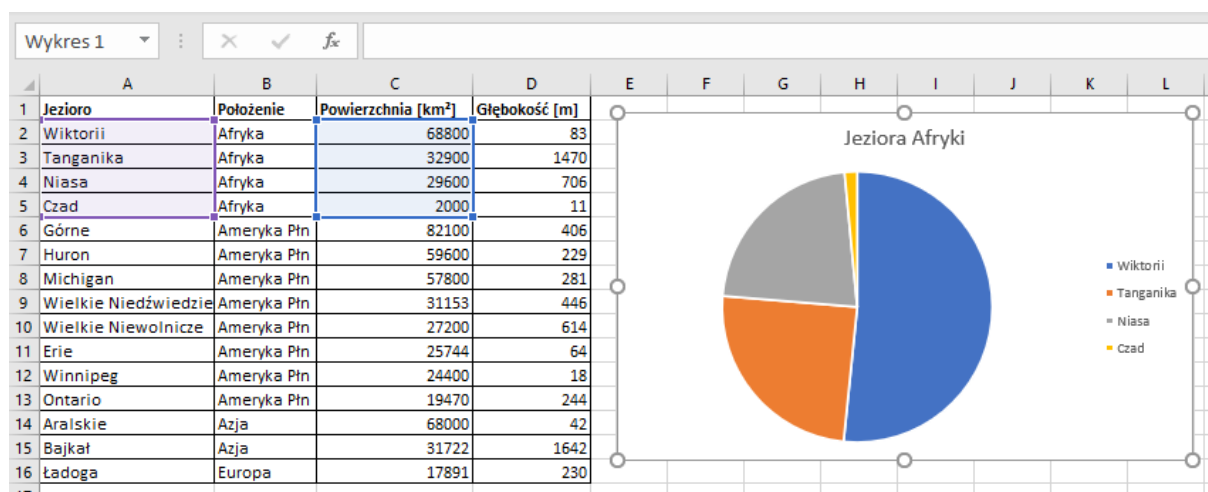 Wykres 1 fx
A B C D E F G H I J K L
1 Jezioro Położenie Powierzchnia [km²] Głębokość [m]
2 Wiktorii Afryka 68800 83
3 Tanganika Afryka 32900 1470
4 Niasa Afryka 29600 706
5 Czad Afryka 2000 11
6 Górne Ameryka Płn 82100 406
7 Huron Ameryka Płn 59600 229
8 Michigan Ameryka Płn 57800 281
9 Wielkie Niedźwiedzie Ameryka Płn 31153 446
10 Wielkie Niewolnicze Ameryka Płn 27200 614
11 Erie Ameryka Płn 25744 64
12 Winnipeg Ameryka Płn 24400 18
13 Ontario Ameryka Płn 19470 244
14 Aralskie Azja 68000 42
15 Bajkał Azja 31722 1642
16 Ładoga Europa 17891 230
Jeziora Afryki
Wiktorii
Tanganika
Niasa
Czad